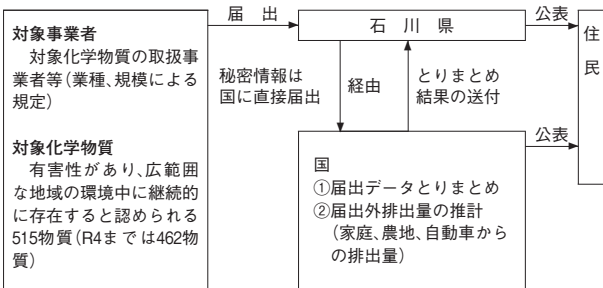 対象事業者
対象化学物質の取扱事
業者等(業種、規模による
規定)
対象化学物質
有害性があり、広範囲
な地域の環境中に継続的
に存在すると認められる
515物質(R4までは462物
質)
届出
秘密情報は
国に直接届出
石川県
経由
とりまとめ
結果の送付
国
①届出データとりまとめ
②届出外排出量の推計
(家庭、農地、自動車から
の排出量)
公表
公表
住
民